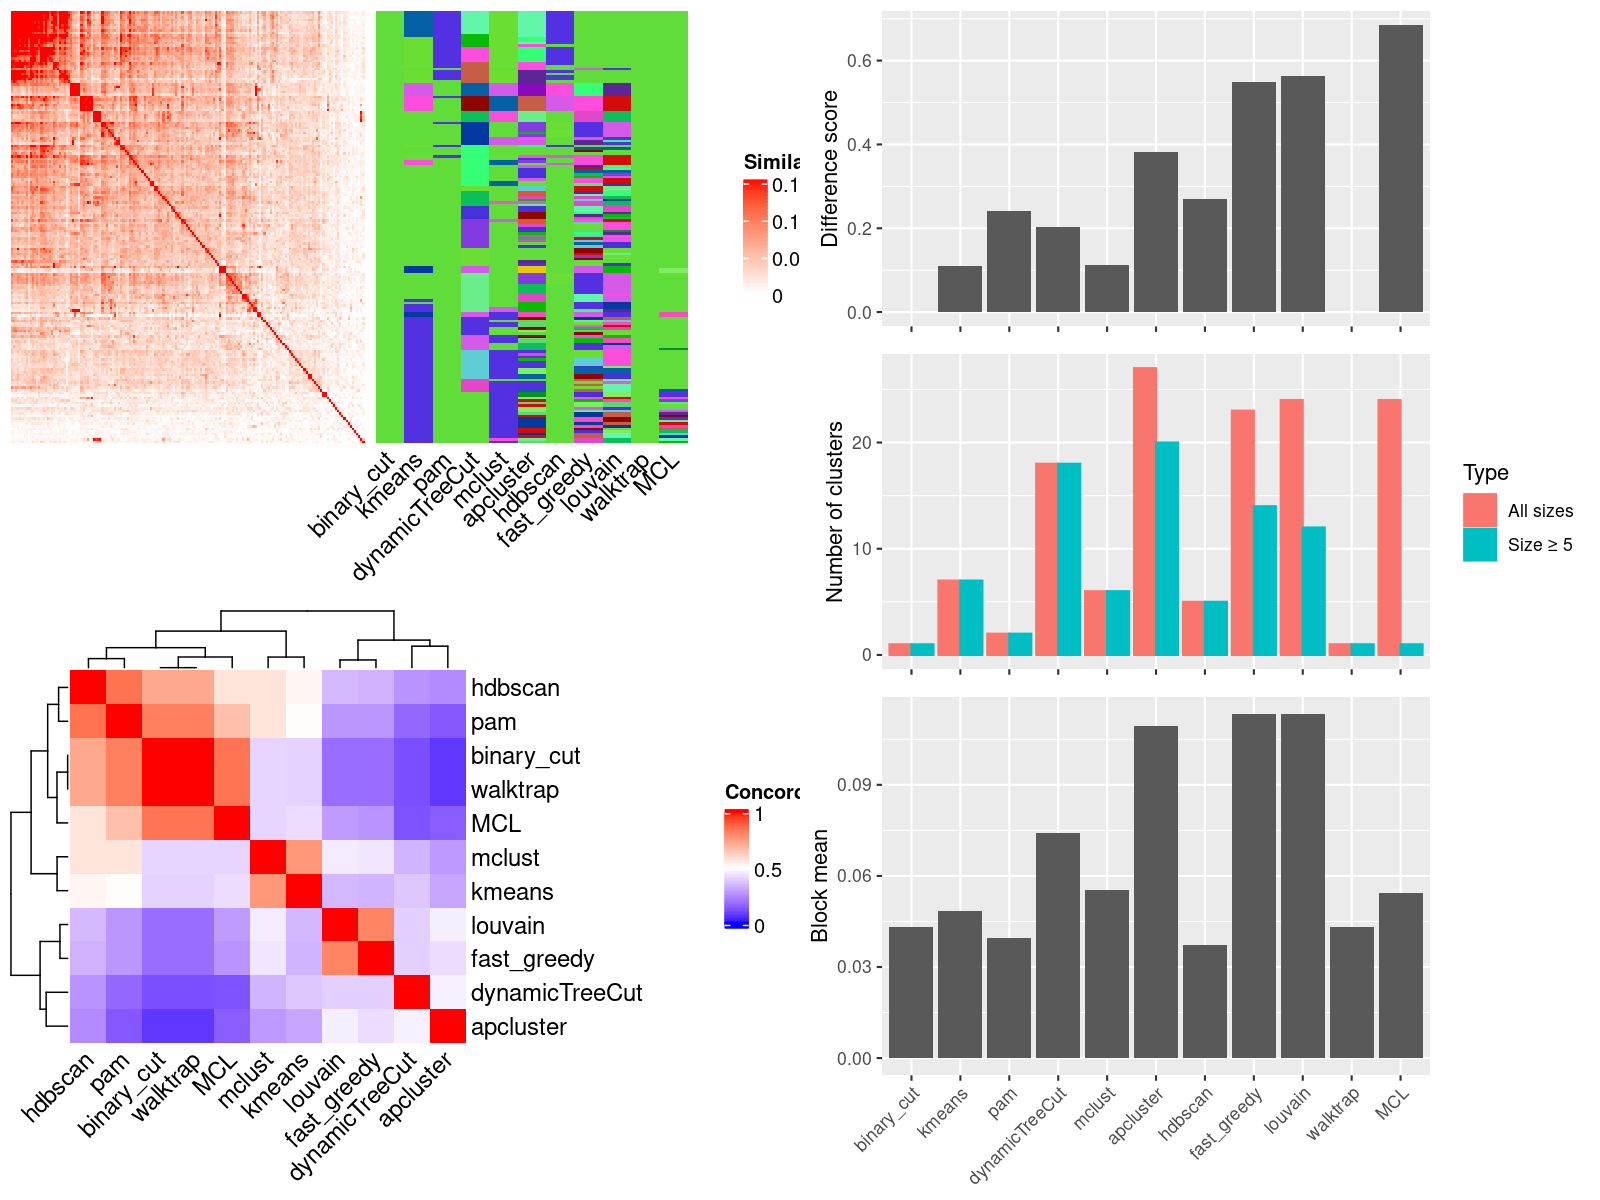 Simila
0.1
0.1
0.0
0
binary_cut
kmeans
pam
dynamicTreeCut
mclust
apcluster
hdbscan
fast_greedy
louvain
walktrap
MCL
hdbscan
pam
binary_cut
walktrap
MCL
mclust
kmeans
louvain
fast_greedy
dynamicTreeCut
apcluster
hdbscan
pam
binary_cut
walktrap
MCL
mclust
kmeans
louvain
fast_greedy
dynamicTreeCut
apcluster
Concord
1
0.5
0
Difference score
0.6
0.4
0.2
0.0
Number of clusters
20
10
0
Type
All sizes
Size ≥ 5
Block mean
0.09
0.06
0.03
0.00
binary_cut
kmeans
pam
dynamicTreeCut
mclust
apcluster
hdbscan
fast_greedy
louvain
walktrap
MCL